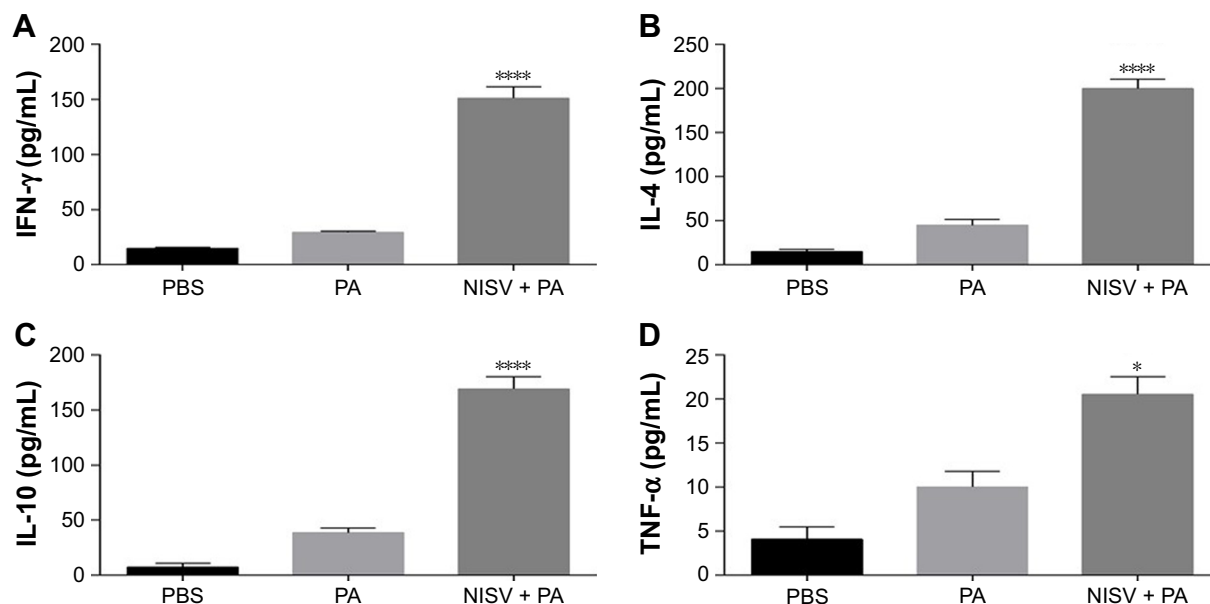 A
IFN-γ (pg/mL)
200
150
100
50
0
****
PBS PA NISV + PA
B
IL-4 (pg/mL)
250
200
150
100
50
0
****
PBS PA NISV + PA
C
IL-10 (pg/mL)
200
150
100
50
0
****
PBS PA NISV + PA
D
TNF-α (pg/mL)
25
20
15
10
5
0
*
PBS PA NISV + PA